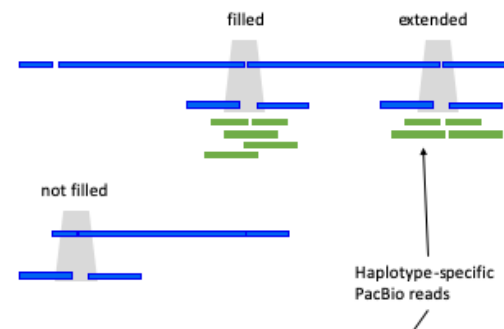 filled
extended
not filled
Haplotype-specific
PacBio reads